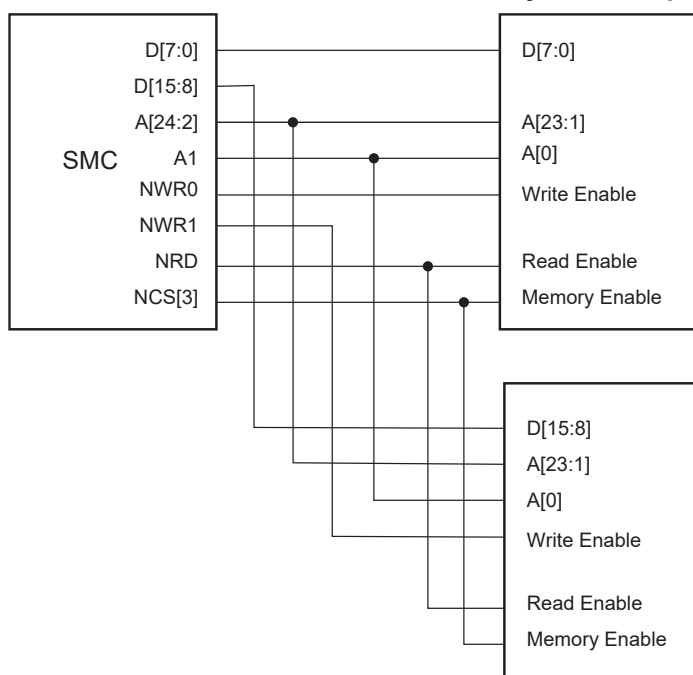 D[7:0]
D[15:8]
A[24:2]
SMC
A1
NWR0
NWR1
NRD
NCS[3]
D[7:0]
A[23:1]
A[0]
Write Enable
Read Enable
Memory Enable
D[15:8]
A[23:1]
A[0]
Write Enable
Read Enable
Memory Enable